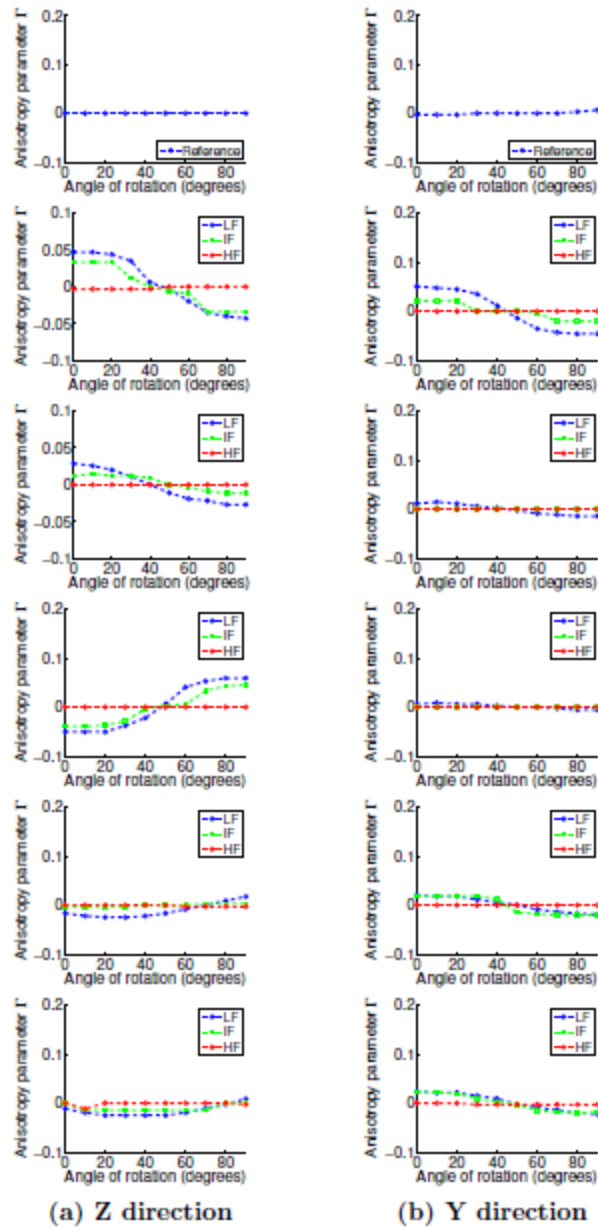 Anisotropy parameter Γ
0.2
0.1
0
−0.1
0 20 40 60 80
Angle of rotation (degrees)
Reference
Anisotropy parameter Γ
0.2
0.1
0
−0.1
0 20 40 60 80
Angle of rotation (degrees)
Reference
Anisotropy parameter Γ
0.1
0.05
0
−0.05
−0.1
0 20 40 60 80
Angle of rotation (degrees)
LF
IF
HF
Anisotropy parameter Γ
0.2
0.1
0
−0.1
0 20 40 60 80
Angle of rotation (degrees)
LF
IF
HF
Anisotropy parameter Γ
0.1
0.05
0
−0.05
−0.1
0 20 40 60 80
Angle of rotation (degrees)
LF
IF
HF
Anisotropy parameter Γ
0.2
0.1
0
−0.1
0 20 40 60 80
Angle of rotation (degrees)
LF
IF
HF
Anisotropy parameter Γ
0.2
0.1
0
−0.1
0 20 40 60 80
Angle of rotation (degrees)
LF
IF
HF
Anisotropy parameter Γ
0.2
0.1
0
−0.1
0 20 40 60 80
Angle of rotation (degrees)
LF
IF
HF
Anisotropy parameter Γ
0.2
0.1
0
−0.1
0 20 40 60 80
Angle of rotation (degrees)
LF
IF
HF
Anisotropy parameter Γ
0.2
0.1
0
−0.1
0 20 40 60 80
Angle of rotation (degrees)
LF
IF
HF
Anisotropy parameter Γ
0.2
0.1
0
−0.1
0 20 40 60 80
Angle of rotation (degrees)
LF
IF
HF
Anisotropy parameter Γ
0.2
0.1
0
−0.1
0 20 40 60 80
Angle of rotation (degrees)
LF
IF
HF
(a) Z direction
(b) Y direction